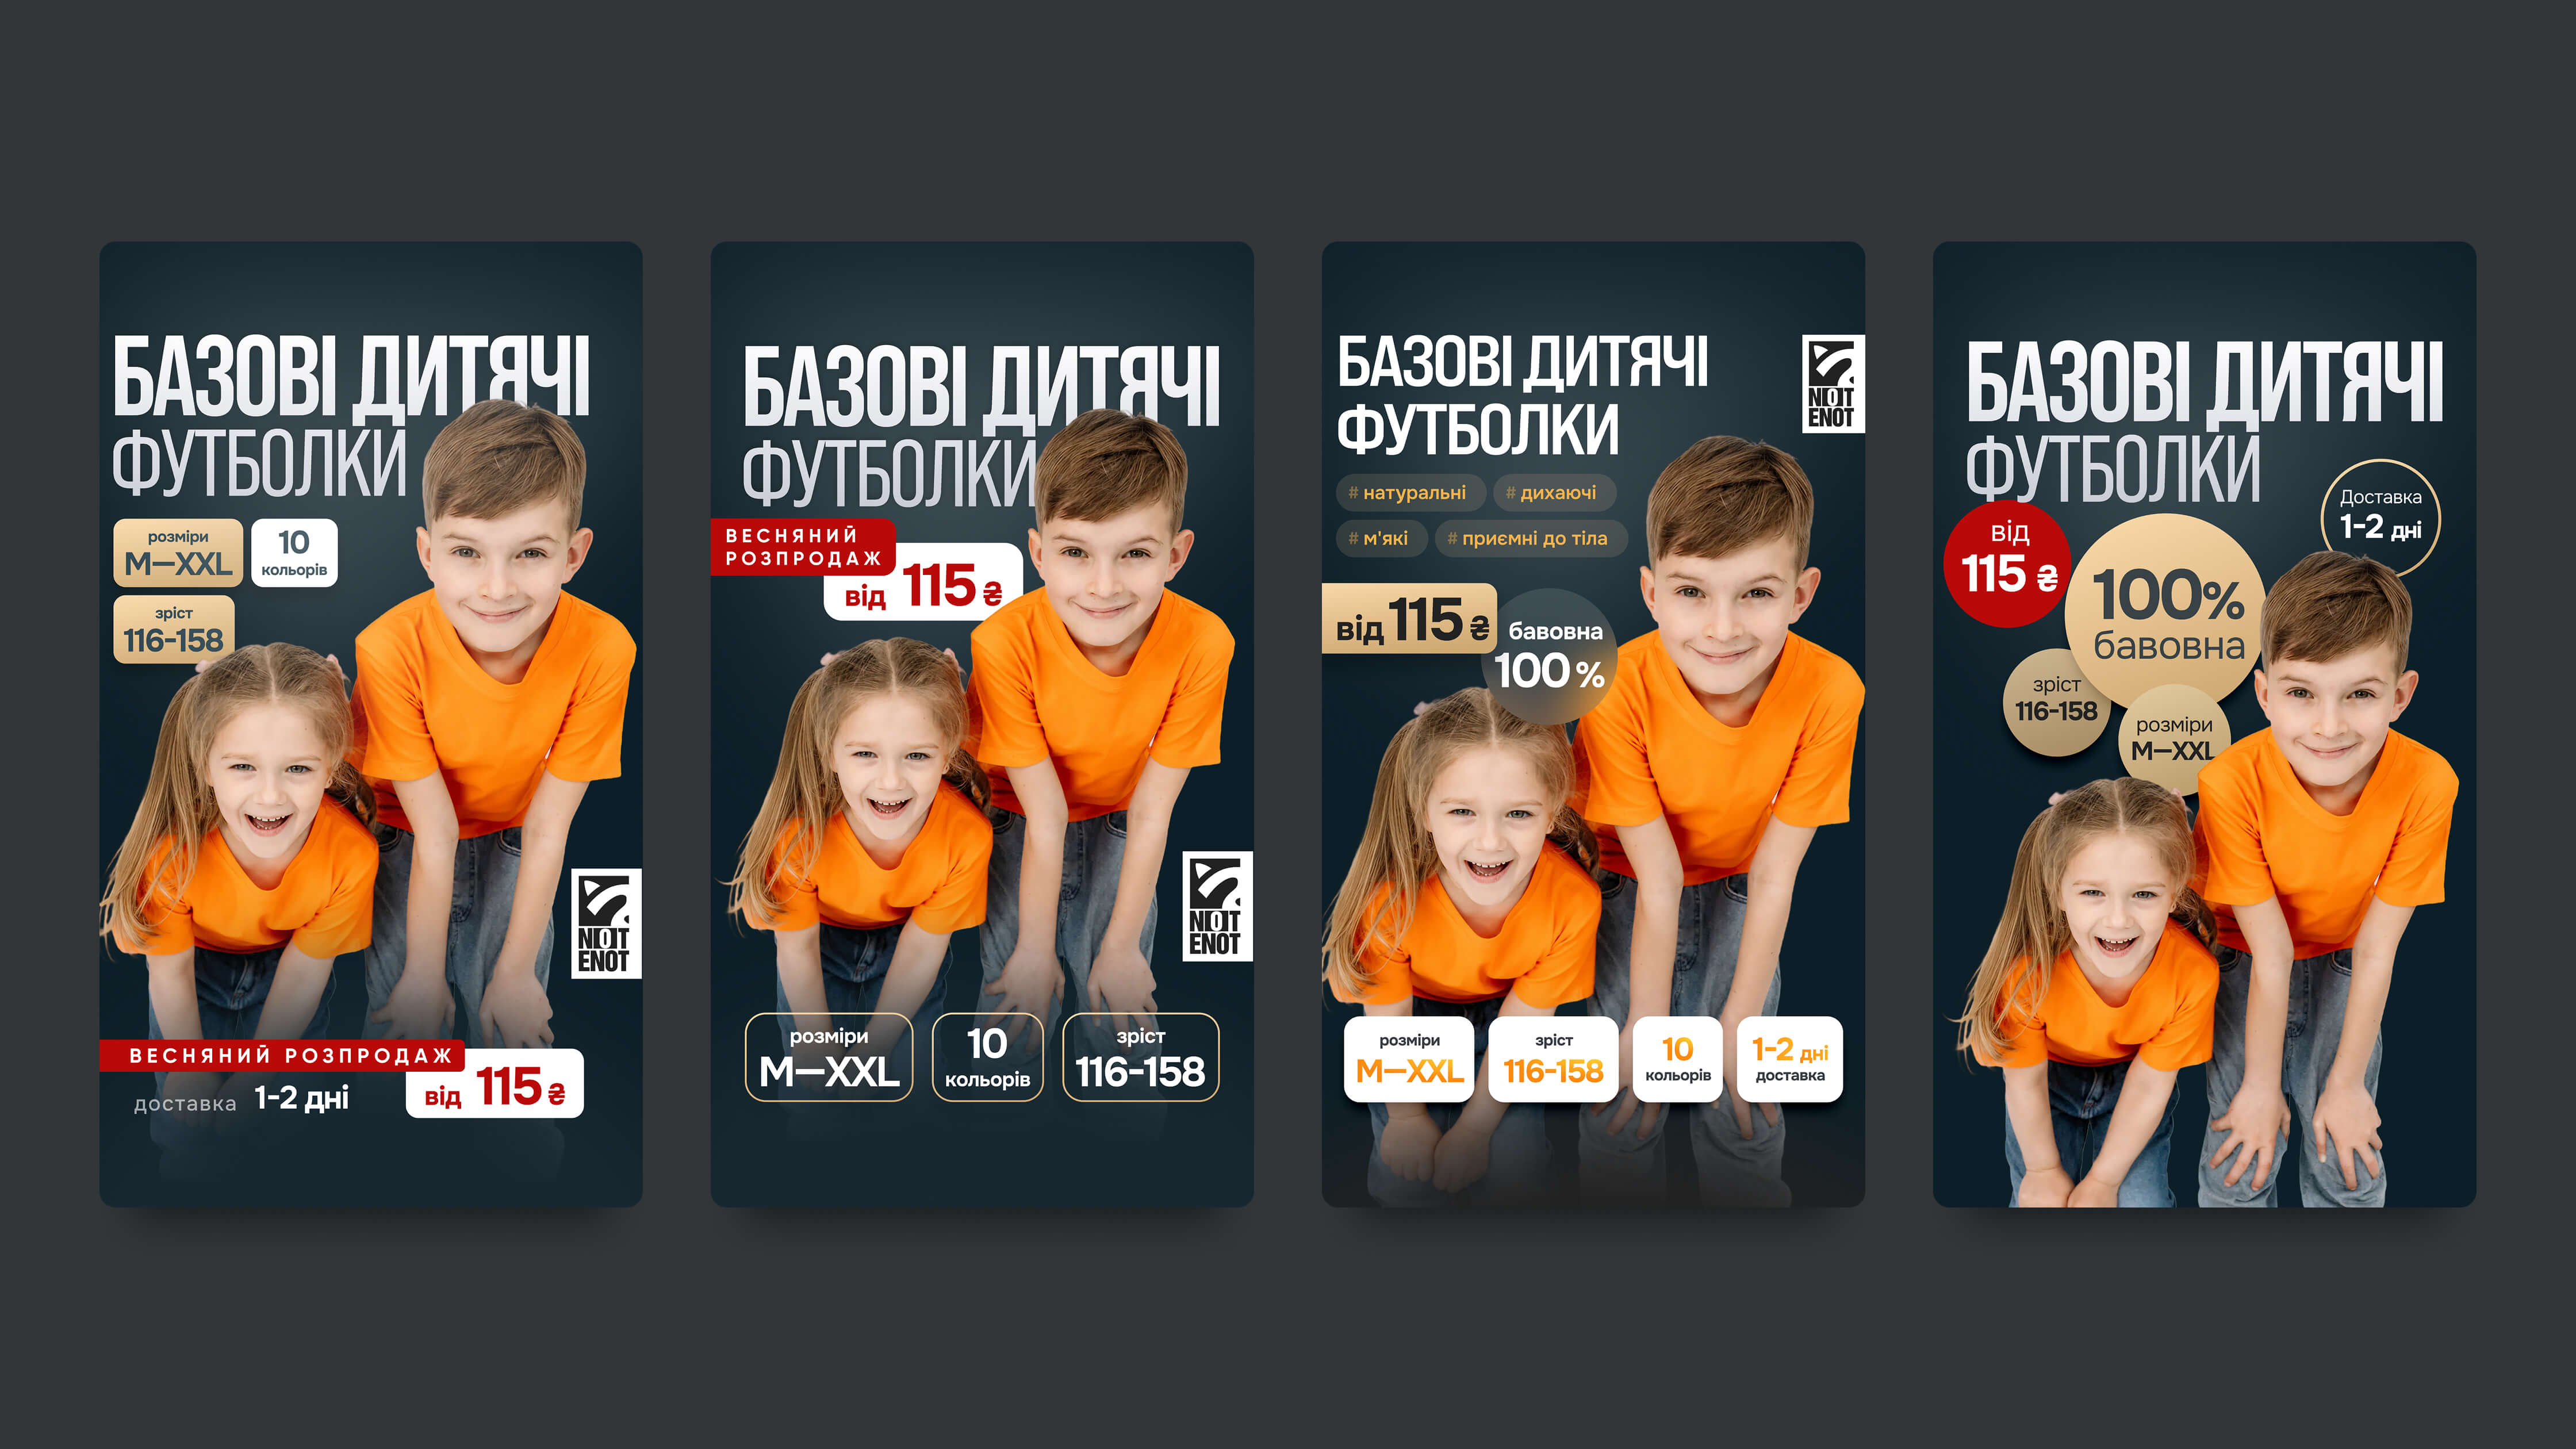 БАЗОВІ ДИТЯЧІ
ФУТБОЛКИ
розміри
M—XXL
10
кольорів
зріст
116-158
NOT
ENOT
ВЕСНЯНИЙ РОЗПРОДАЖ
доставка 1-2 дні
від 115 ₴
БАЗОВІ ДИТЯЧІ
ФУТБОЛКИ
ВЕСНЯНИЙ
РОЗПРОДАЖ
від 115 ₴
NOT
ENOT
розміри
M—XXL
10
кольорів
зріст
116-158
БАЗОВІ ДИТЯЧІ
ФУТБОЛКИ
NOT
ENOT
# натуральні
# дихаючі
# м'які
# приємні до тіла
від 115 ₴
бавовна
100 %
розміри
M—XXL
зріст
116-158
10
кольорів
1-2 дні
доставка
БАЗОВІ ДИТЯЧІ
ФУТБОЛКИ
Доставка
1-2 дні
від
115 ₴
100%
бавовна
зріст
116-158
розміри
M—XXL